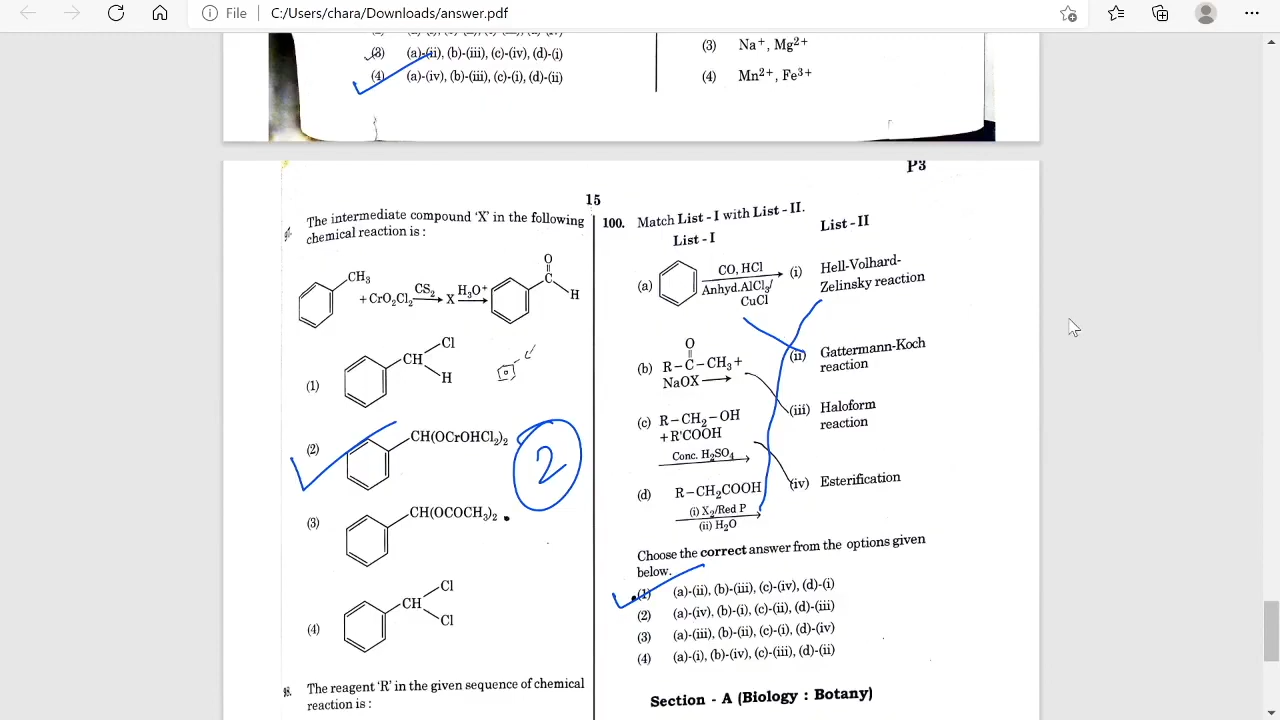 File
C:/Users/chara/Downloads/answer.pdf
(3) (a)-(ii), (b)-(iii), (c)-(iv), (d)-(i)
(4) (a)-(iv), (b)-(iii), (c)-(i), (d)-(ii)
(3) Na⁺, Mg²⁺
(4) Mn²⁺, Fe³⁺
P3
15
The intermediate compound ‘X’ in the following
chemical reaction is :
CH₃
+ CrO₂Cl₂ CS₂ X H₃O⁺
O
C
H
(1) CH Cl
H
(2) CH(OCrOHCl₂)₂
2
(3) CH(OCOCH₃)₂
(4) CH Cl
Cl
98. The reagent ‘R’ in the given sequence of chemical
reaction is :
100. Match List - I with List - II.
List - I List - II
(a) CO, HCl (i) Hell-Volhard-
Anhyd.AlCl₃/ Zelinsky reaction
CuCl
O
(b) R−C−CH₃+ (ii) Gattermann-Koch
NaOX reaction
(c) R−CH₂−OH (iii) Haloform
+R'COOH reaction
Conc. H₂SO₄
(d) R−CH₂COOH (iv) Esterification
(i) X₂/Red P
(ii) H₂O
Choose the correct answer from the options given
below.
(1) (a)-(ii), (b)-(iii), (c)-(iv), (d)-(i)
(2) (a)-(iv), (b)-(i), (c)-(ii), (d)-(iii)
(3) (a)-(iii), (b)-(ii), (c)-(i), (d)-(iv)
(4) (a)-(i), (b)-(iv), (c)-(iii), (d)-(ii)
Section - A (Biology : Botany)